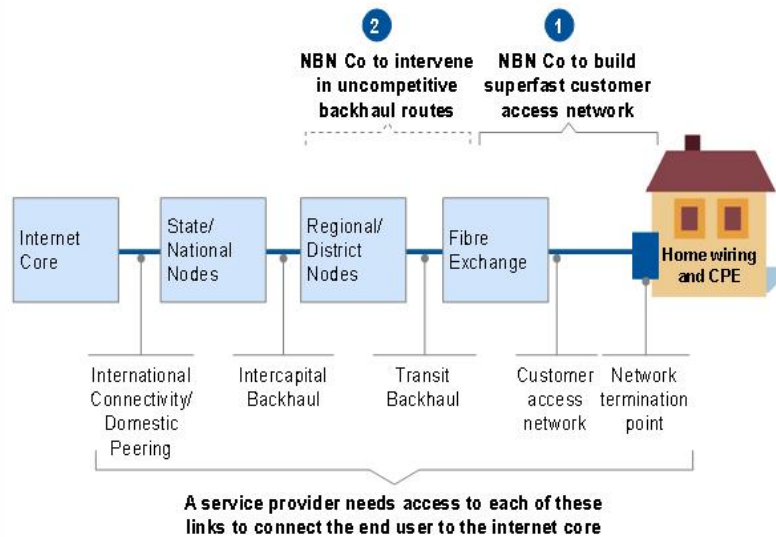 2
NBN Co to intervene
in uncompetitive
backhaul routes
1
NBN Co to build
superfast customer
access network
Internet
Core
State/
National
Nodes
Regional/
District
Nodes
Fibre
Exchange
Home wiring
and CPE
International
Connectivity/
Domestic
Peering
Intercapital
Backhaul
Transit
Backhaul
Customer
access
network
Network
termination
point
A service provider needs access to each of these
links to connect the end user to the internet core